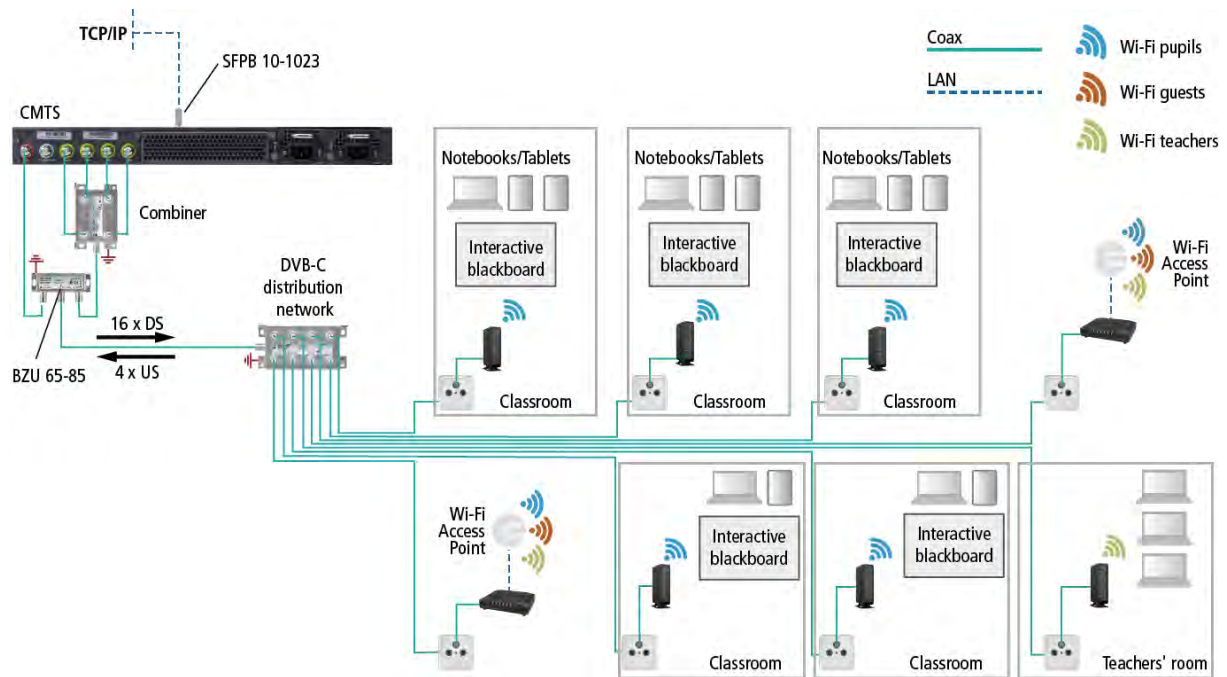 TCP/IP
SFPB 10-1023
CMTS
Combiner
DVB-C
distribution
network
16 x DS
4 x US
BZU 65-85
Coax
LAN
Wi-Fi pupils
Wi-Fi guests
Wi-Fi teachers
Notebooks/Tablets
Interactive
blackboard
Classroom
Notebooks/Tablets
Interactive
blackboard
Classroom
Notebooks/Tablets
Interactive
blackboard
Classroom
Wi-Fi
Access
Point
Wi-Fi
Access
Point
Interactive
blackboard
Classroom
Interactive
blackboard
Classroom
Teachers' room